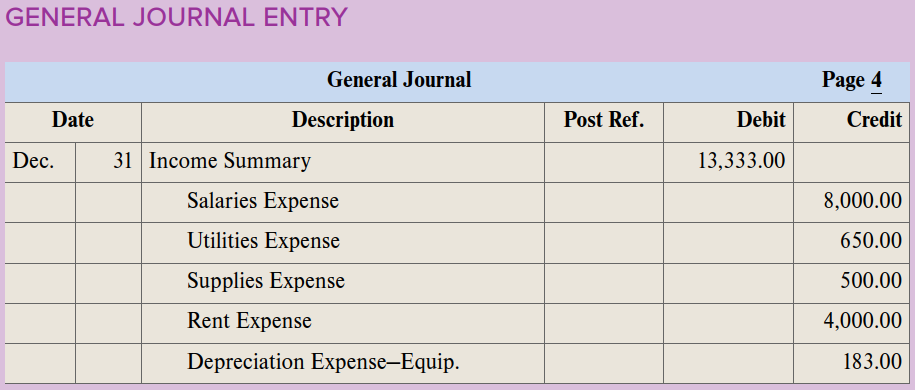 GENERAL JOURNAL ENTRY
General Journal Page 4
Date Description Post Ref. Debit Credit
Dec. 31 Income Summary 13,333.00
Salaries Expense 8,000.00
Utilities Expense 650.00
Supplies Expense 500.00
Rent Expense 4,000.00
Depreciation Expense–Equip. 183.00